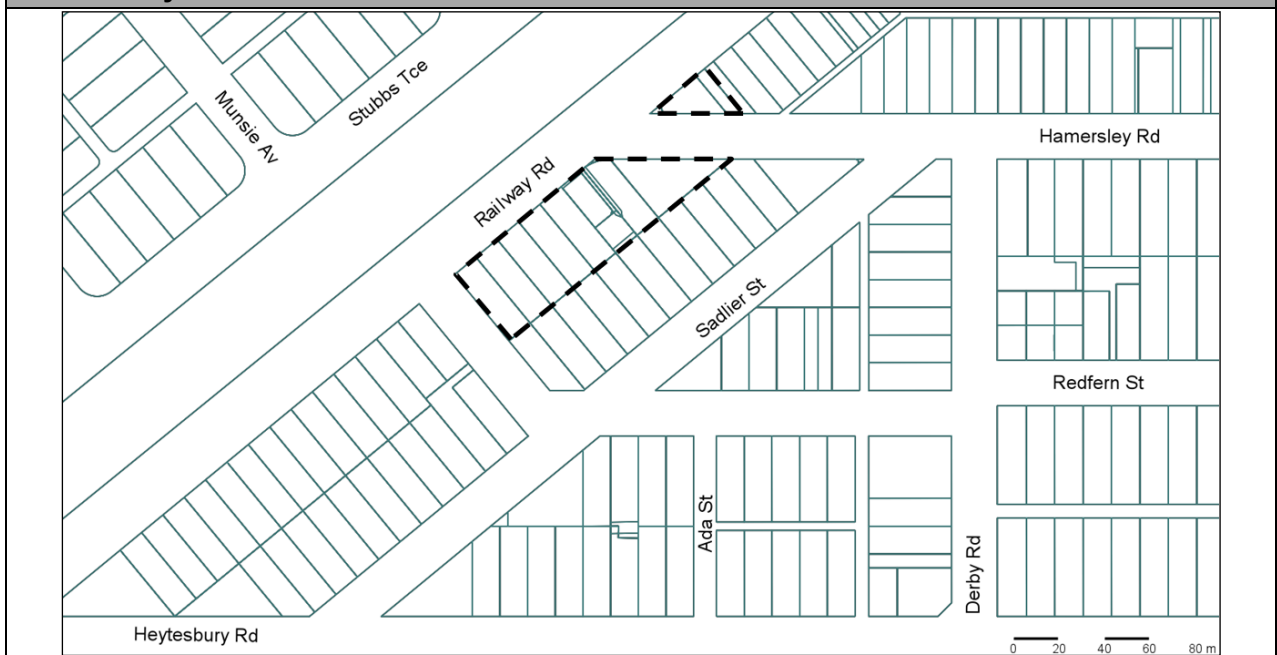 Munsie Av
Stubbs Tce
Hamersley Rd
Railway Rd
Sadlier St
Redfern St
Ada St
Derby Rd
Heytesbury Rd
0 20 40 60 80 m